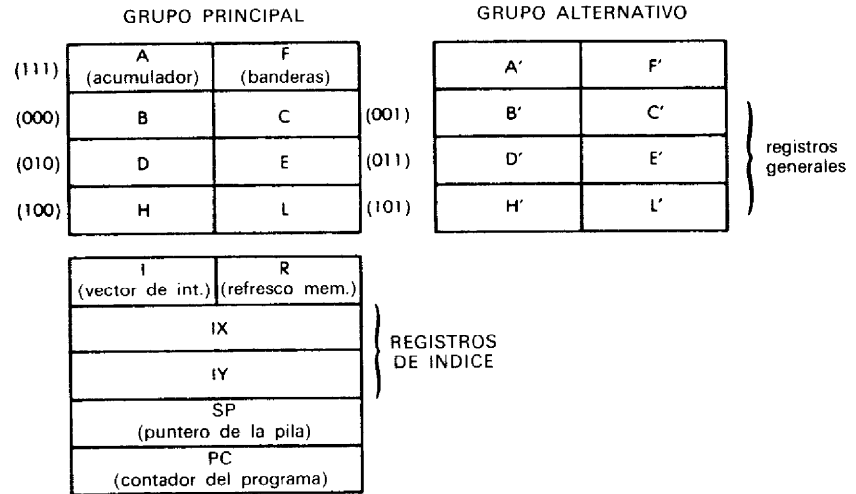 GRUPO PRINCIPAL
GRUPO ALTERNATIVO
(111) A F A′ F′
(acumulador) (banderas)
(000) B C (001) B′ C′
(010) D E (011) D′ E′
registros
generales
(100) H L (101) H′ L′
I R
(vector de int.) (refresco mem.)
IX
REGISTROS
DE INDICE
IY
SP
(puntero de la pila)
PC
(contador del programa)